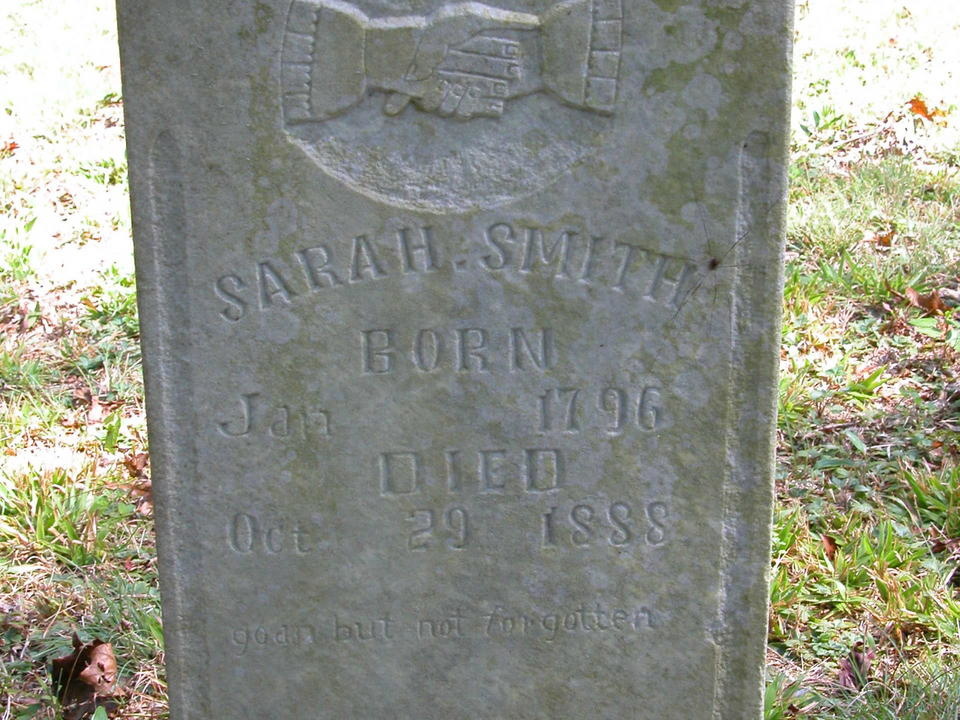 SARAH. SMITH
BORN
Jan 1796
DIED
Oct 29 1888
goan but not forgotten